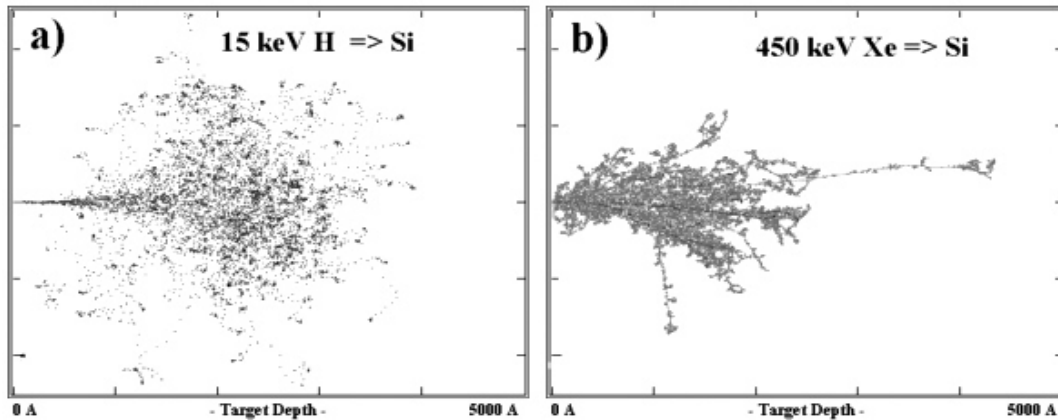 a)
15 keV H => Si
0 A - Target Depth - 5000 A
b)
450 keV Xe => Si
0 A - Target Depth - 5000 A